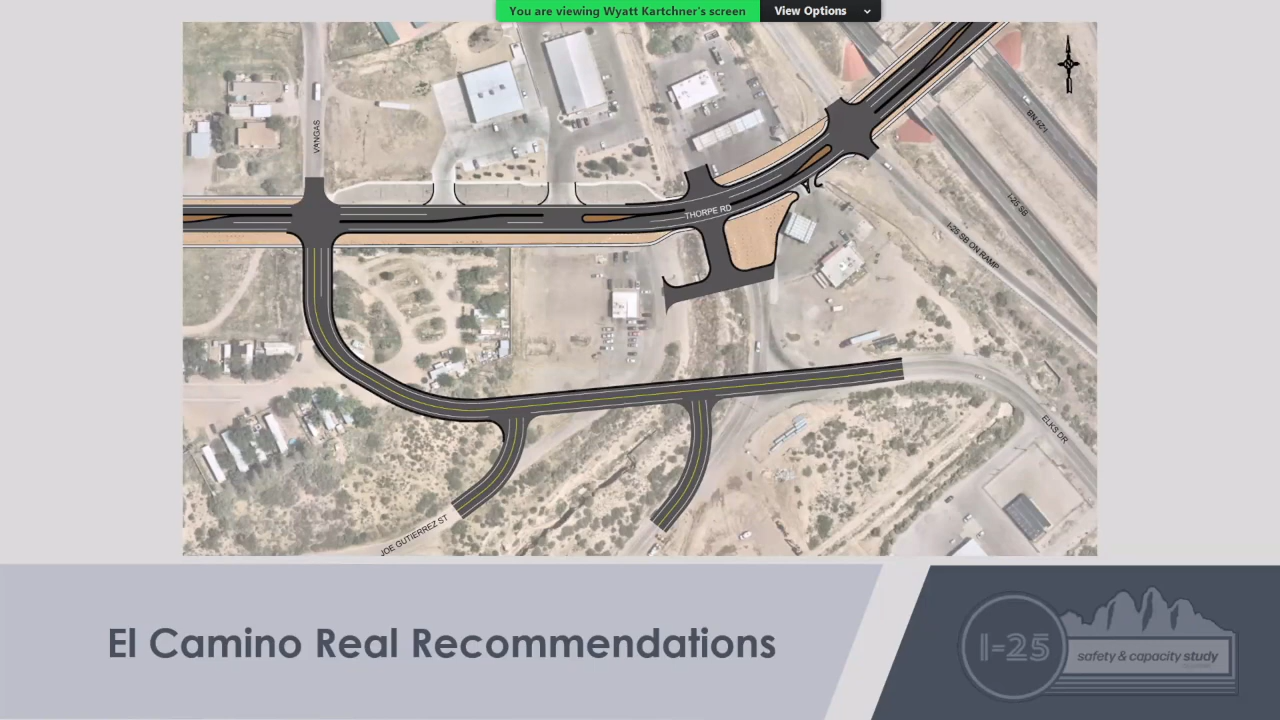 You are viewing Wyatt Kartchner's screen
View Options
VANGAS
I-25 NB
THORPE RD
I-25 SB
I-25 SB ON RAMP
ELKS DR
JOE GUTIERREZ ST
El Camino Real Recommendations
I-25
safety & capacity study